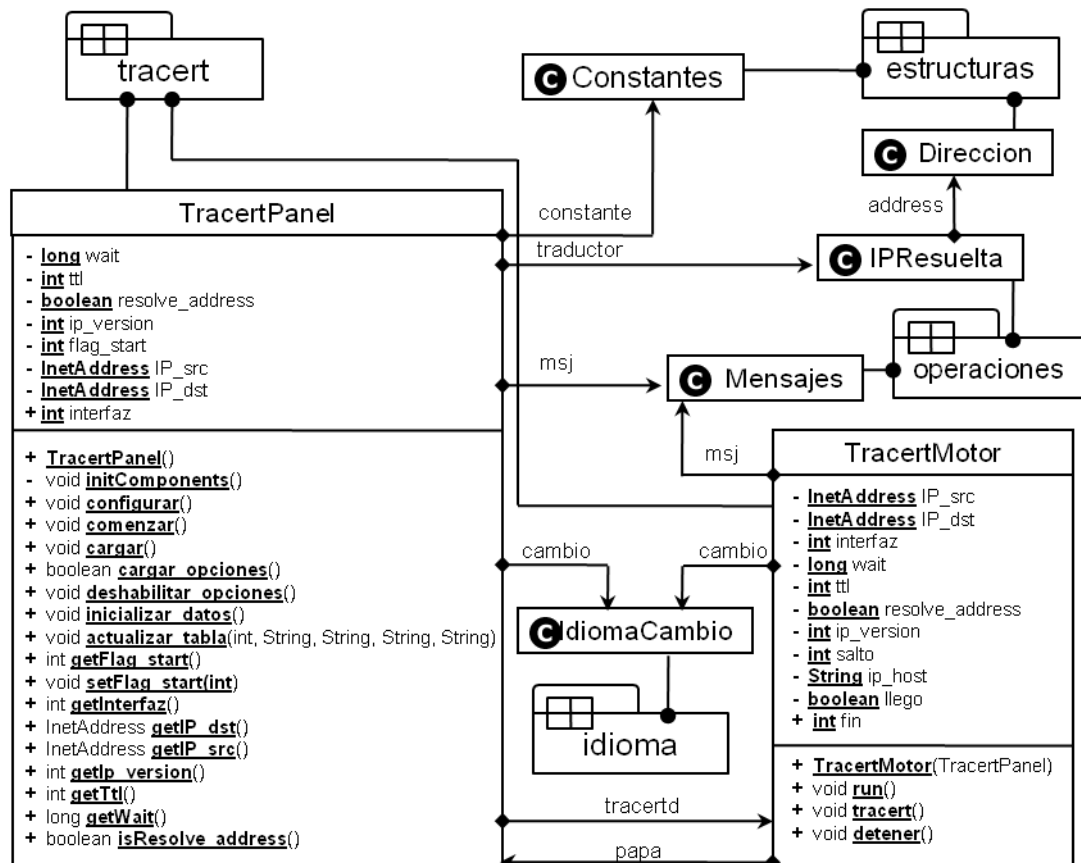 tracert
estructuras
C Constantes
C Direccion
address
constante
traductor
C IPResuelta
TracertPanel
- long wait
- int ttl
- boolean resolve_address
- int ip_version
- int flag_start
- InetAddress IP_src
- InetAddress IP_dst
+ int interfaz
msj
C Mensajes
operaciones
msj
+ TracertPanel()
- void initComponents()
+ void configurar()
+ void comenzar()
+ void cargar()
+ boolean cargar_opciones()
+ void deshabilitar_opciones()
+ void inicializar_datos()
+ void actualizar_tabla(int, String, String, String, String)
+ int getFlag_start()
+ void setFlag_start(int)
+ int getInterfaz()
+ InetAddress getIP_dst()
+ InetAddress getIP_src()
+ int getIp_version()
+ int getTtl()
+ long getWait()
+ boolean isResolve_address()
cambio
cambio
C IdiomaCambio
idioma
tracertd
papa
TracertMotor
- InetAddress IP_src
- InetAddress IP_dst
- int interfaz
- long wait
- int ttl
- boolean resolve_address
- int ip_version
- int salto
- String ip_host
- boolean llego
+ int fin
+ TracertMotor(TracertPanel)
+ void run()
+ void tracert()
+ void detener()